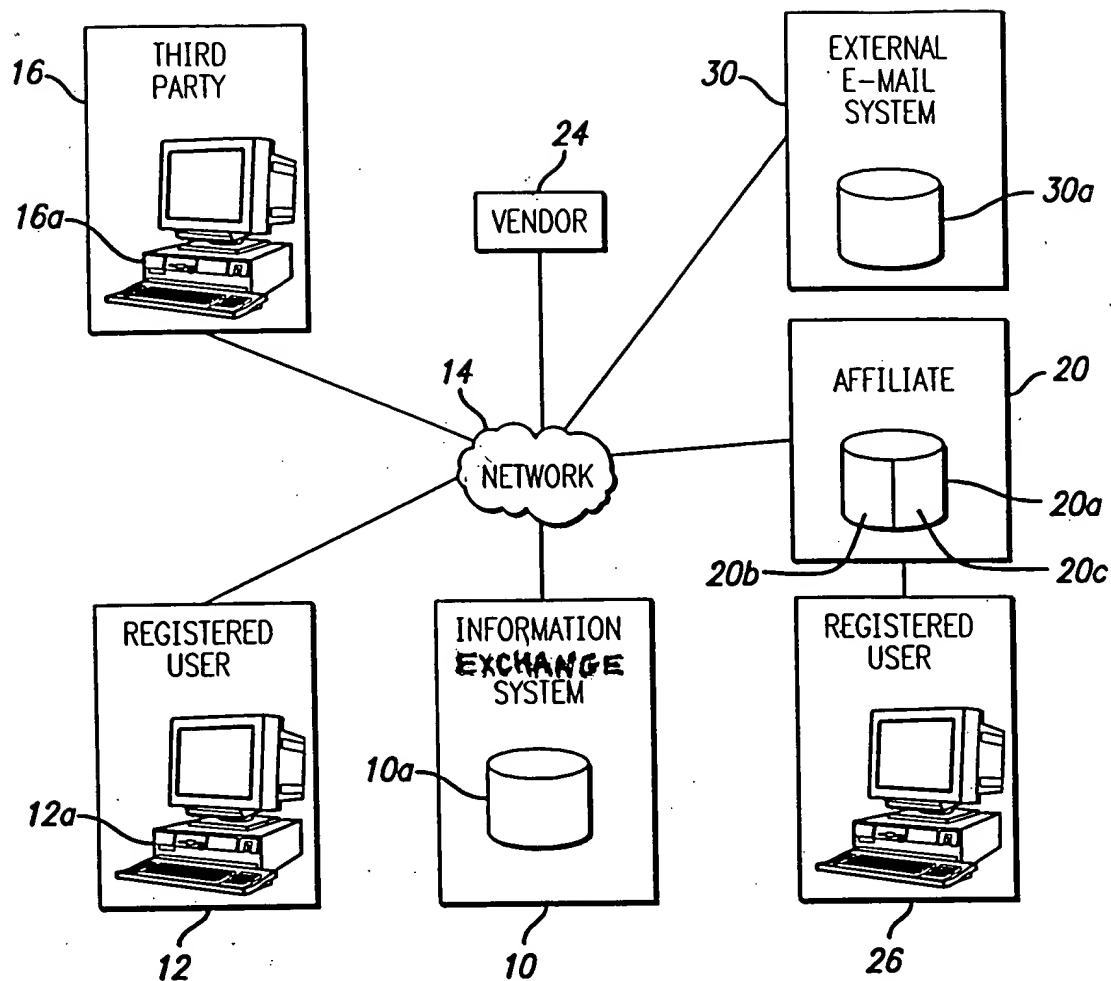 THIRD
PARTY
16
16a
24
VENDOR
EXTERNAL
E-MAIL
SYSTEM
30
30a
14
NETWORK
AFFILIATE
20
20a
20b
20c
REGISTERED
USER
12a
12
INFORMATION
EXCHANGE
SYSTEM
10a
10
REGISTERED
USER
26